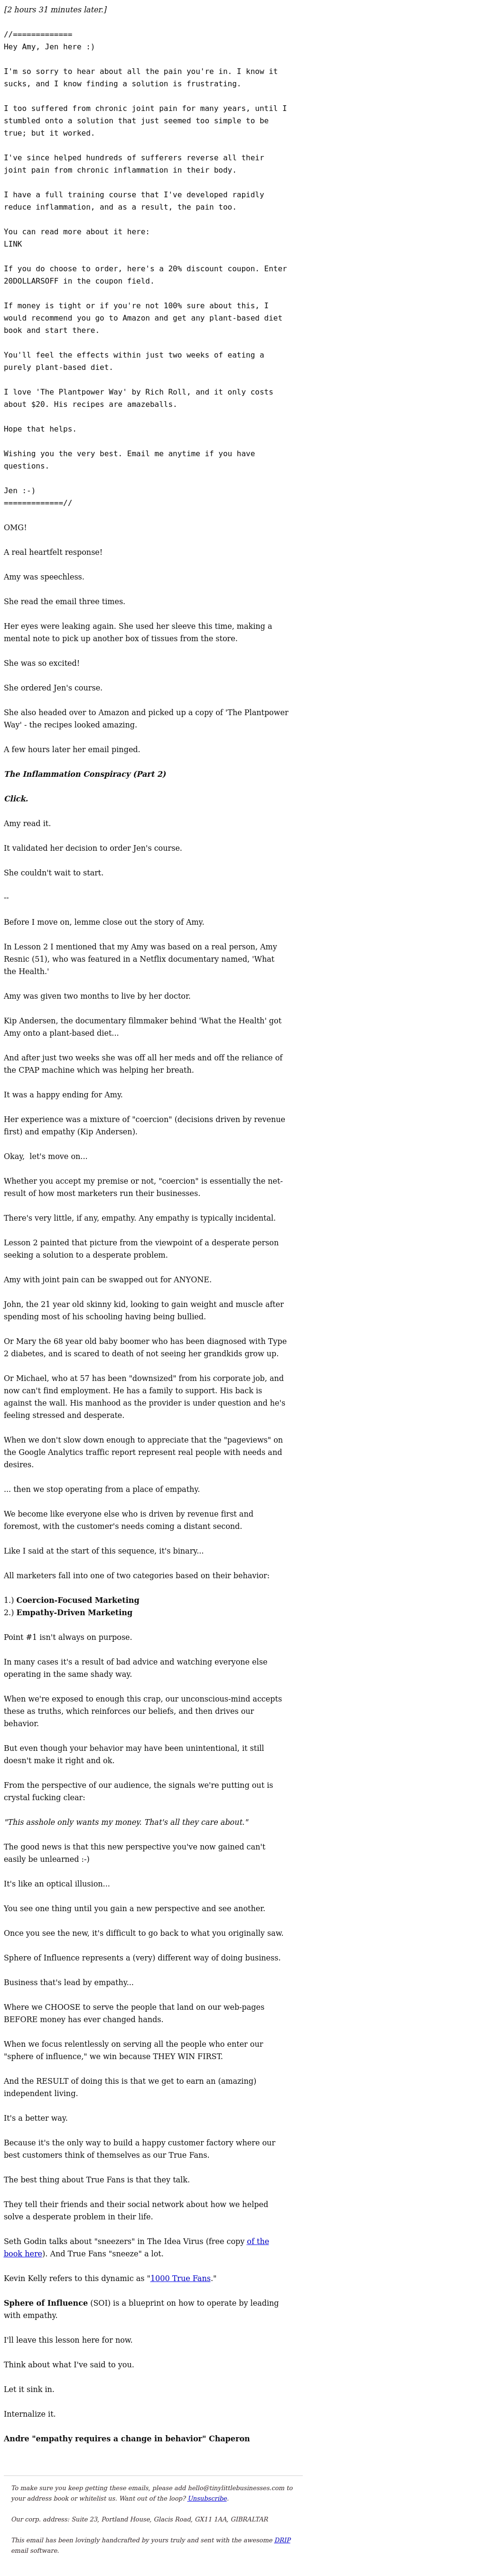 [2 hours 31 minutes later.]
//=============
Hey Amy, Jen here :)
I'm so sorry to hear about all the pain you're in. I know it
sucks, and I know finding a solution is frustrating.
I too suffered from chronic joint pain for many years, until I
stumbled onto a solution that just seemed too simple to be
true; but it worked.
I've since helped hundreds of sufferers reverse all their
joint pain from chronic inflammation in their body.
I have a full training course that I've developed rapidly
reduce inflammation, and as a result, the pain too.
You can read more about it here:
LINK
If you do choose to order, here's a 20% discount coupon. Enter
20DOLLARSOFF in the coupon field.
If money is tight or if you're not 100% sure about this, I
would recommend you go to Amazon and get any plant-based diet
book and start there.
You'll feel the effects within just two weeks of eating a
purely plant-based diet.
I love 'The Plantpower Way' by Rich Roll, and it only costs
about $20. His recipes are amazeballs.
Hope that helps.
Wishing you the very best. Email me anytime if you have
questions.
Jen :-)
=============//
OMG!
A real heartfelt response!
Amy was speechless.
She read the email three times.
Her eyes were leaking again. She used her sleeve this time, making a
mental note to pick up another box of tissues from the store.
She was so excited!
She ordered Jen's course.
She also headed over to Amazon and picked up a copy of 'The Plantpower
Way' - the recipes looked amazing.
A few hours later her email pinged.
The Inflammation Conspiracy (Part 2)
Click.
Amy read it.
It validated her decision to order Jen's course.
She couldn't wait to start.
--
Before I move on, lemme close out the story of Amy.
In Lesson 2 I mentioned that my Amy was based on a real person, Amy
Resnic (51), who was featured in a Netflix documentary named, 'What
the Health.'
Amy was given two months to live by her doctor.
Kip Andersen, the documentary filmmaker behind 'What the Health' got
Amy onto a plant-based diet...
And after just two weeks she was off all her meds and off the reliance of
the CPAP machine which was helping her breath.
It was a happy ending for Amy.
Her experience was a mixture of "coercion" (decisions driven by revenue
first) and empathy (Kip Andersen).
Okay,  let's move on...
Whether you accept my premise or not, "coercion" is essentially the net-
result of how most marketers run their businesses.
There's very little, if any, empathy. Any empathy is typically incidental.
Lesson 2 painted that picture from the viewpoint of a desperate person
seeking a solution to a desperate problem.
Amy with joint pain can be swapped out for ANYONE.
John, the 21 year old skinny kid, looking to gain weight and muscle after
spending most of his schooling having being bullied.
Or Mary the 68 year old baby boomer who has been diagnosed with Type
2 diabetes, and is scared to death of not seeing her grandkids grow up.
Or Michael, who at 57 has been "downsized" from his corporate job, and
now can't find employment. He has a family to support. His back is
against the wall. His manhood as the provider is under question and he's
feeling stressed and desperate.
When we don't slow down enough to appreciate that the "pageviews" on
the Google Analytics traffic report represent real people with needs and
desires.
... then we stop operating from a place of empathy.
We become like everyone else who is driven by revenue first and
foremost, with the customer's needs coming a distant second.
Like I said at the start of this sequence, it's binary...
All marketers fall into one of two categories based on their behavior:
1.) Coercion-Focused Marketing
2.) Empathy-Driven Marketing
Point #1 isn't always on purpose.
In many cases it's a result of bad advice and watching everyone else
operating in the same shady way.
When we're exposed to enough this crap, our unconscious-mind accepts
these as truths, which reinforces our beliefs, and then drives our
behavior.
But even though your behavior may have been unintentional, it still
doesn't make it right and ok.
From the perspective of our audience, the signals we're putting out is
crystal fucking clear:
"This asshole only wants my money. That's all they care about."
The good news is that this new perspective you've now gained can't
easily be unlearned :-)
It's like an optical illusion...
You see one thing until you gain a new perspective and see another.
Once you see the new, it's difficult to go back to what you originally saw.
Sphere of Influence represents a (very) different way of doing business.
Business that's lead by empathy...
Where we CHOOSE to serve the people that land on our web-pages
BEFORE money has ever changed hands.
When we focus relentlessly on serving all the people who enter our
"sphere of influence," we win because THEY WIN FIRST.
And the RESULT of doing this is that we get to earn an (amazing)
independent living.
It's a better way.
Because it's the only way to build a happy customer factory where our
best customers think of themselves as our True Fans.
The best thing about True Fans is that they talk.
They tell their friends and their social network about how we helped
solve a desperate problem in their life.
Seth Godin talks about "sneezers" in The Idea Virus (free copy of the
book here). And True Fans "sneeze" a lot.
Kevin Kelly refers to this dynamic as "1000 True Fans."
Sphere of Influence (SOI) is a blueprint on how to operate by leading
with empathy.
I'll leave this lesson here for now.
Think about what I've said to you.
Let it sink in.
Internalize it.
Andre "empathy requires a change in behavior" Chaperon
To make sure you keep getting these emails, please add hello@tinylittlebusinesses.com to
your address book or whitelist us. Want out of the loop? Unsubscribe.
Our corp. address: Suite 23, Portland House, Glacis Road, GX11 1AA, GIBRALTAR
This email has been lovingly handcrafted by yours truly and sent with the awesome DRIP
email software.